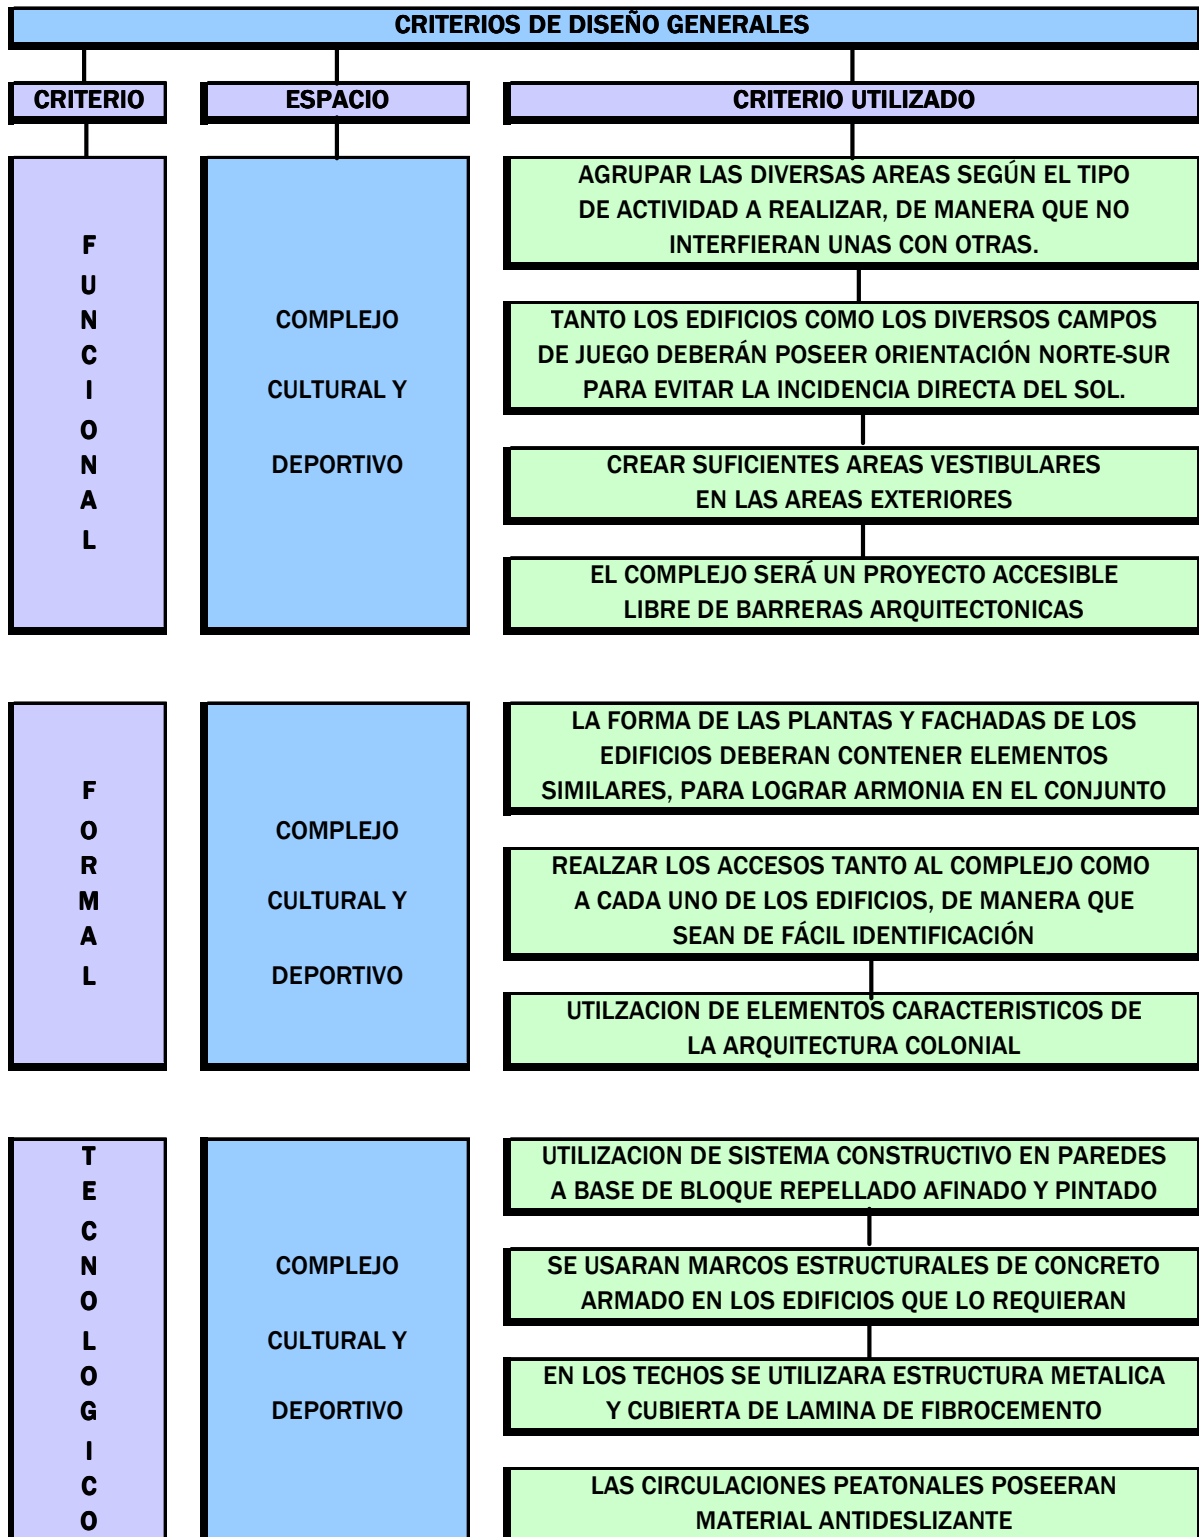 CRITERIOS DE DISEÑO GENERALES
CRITERIO
ESPACIO
CRITERIO UTILIZADO
FUNCIONAL
COMPLEJO
CULTURAL Y
DEPORTIVO
AGRUPAR LAS DIVERSAS AREAS SEGÚN EL TIPO
DE ACTIVIDAD A REALIZAR, DE MANERA QUE NO
INTERFIERAN UNAS CON OTRAS.
TANTO LOS EDIFICIOS COMO LOS DIVERSOS CAMPOS
DE JUEGO DEBERÁN POSEER ORIENTACIÓN NORTE-SUR
PARA EVITAR LA INCIDENCIA DIRECTA DEL SOL.
CREAR SUFICIENTES AREAS VESTIBULARES
EN LAS AREAS EXTERIORES
EL COMPLEJO SERÁ UN PROYECTO ACCESIBLE
LIBRE DE BARRERAS ARQUITECTONICAS
FORMAL
COMPLEJO
CULTURAL Y
DEPORTIVO
LA FORMA DE LAS PLANTAS Y FACHADAS DE LOS
EDIFICIOS DEBERAN CONTENER ELEMENTOS
SIMILARES, PARA LOGRAR ARMONIA EN EL CONJUNTO
REALZAR LOS ACCESOS TANTO AL COMPLEJO COMO
A CADA UNO DE LOS EDIFICIOS, DE MANERA QUE
SEAN DE FÁCIL IDENTIFICACIÓN
UTILZACION DE ELEMENTOS CARACTERISTICOS DE
LA ARQUITECTURA COLONIAL
TECNOLOGICO
COMPLEJO
CULTURAL Y
DEPORTIVO
UTILIZACION DE SISTEMA CONSTRUCTIVO EN PAREDES
A BASE DE BLOQUE REPELLADO AFINADO Y PINTADO
SE USARAN MARCOS ESTRUCTURALES DE CONCRETO
ARMADO EN LOS EDIFICIOS QUE LO REQUIERAN
EN LOS TECHOS SE UTILIZARA ESTRUCTURA METALICA
Y CUBIERTA DE LAMINA DE FIBROCEMENTO
LAS CIRCULACIONES PEATONALES POSEERAN
MATERIAL ANTIDESLIZANTE